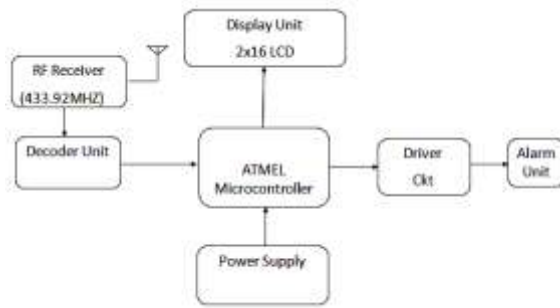 Display Unit
2x16 LCD
RF Receiver
(433.92MHZ)
Decoder Unit
ATMEL
Microcontroller
Driver
Ckt
Alarm
Unit
Power Supply